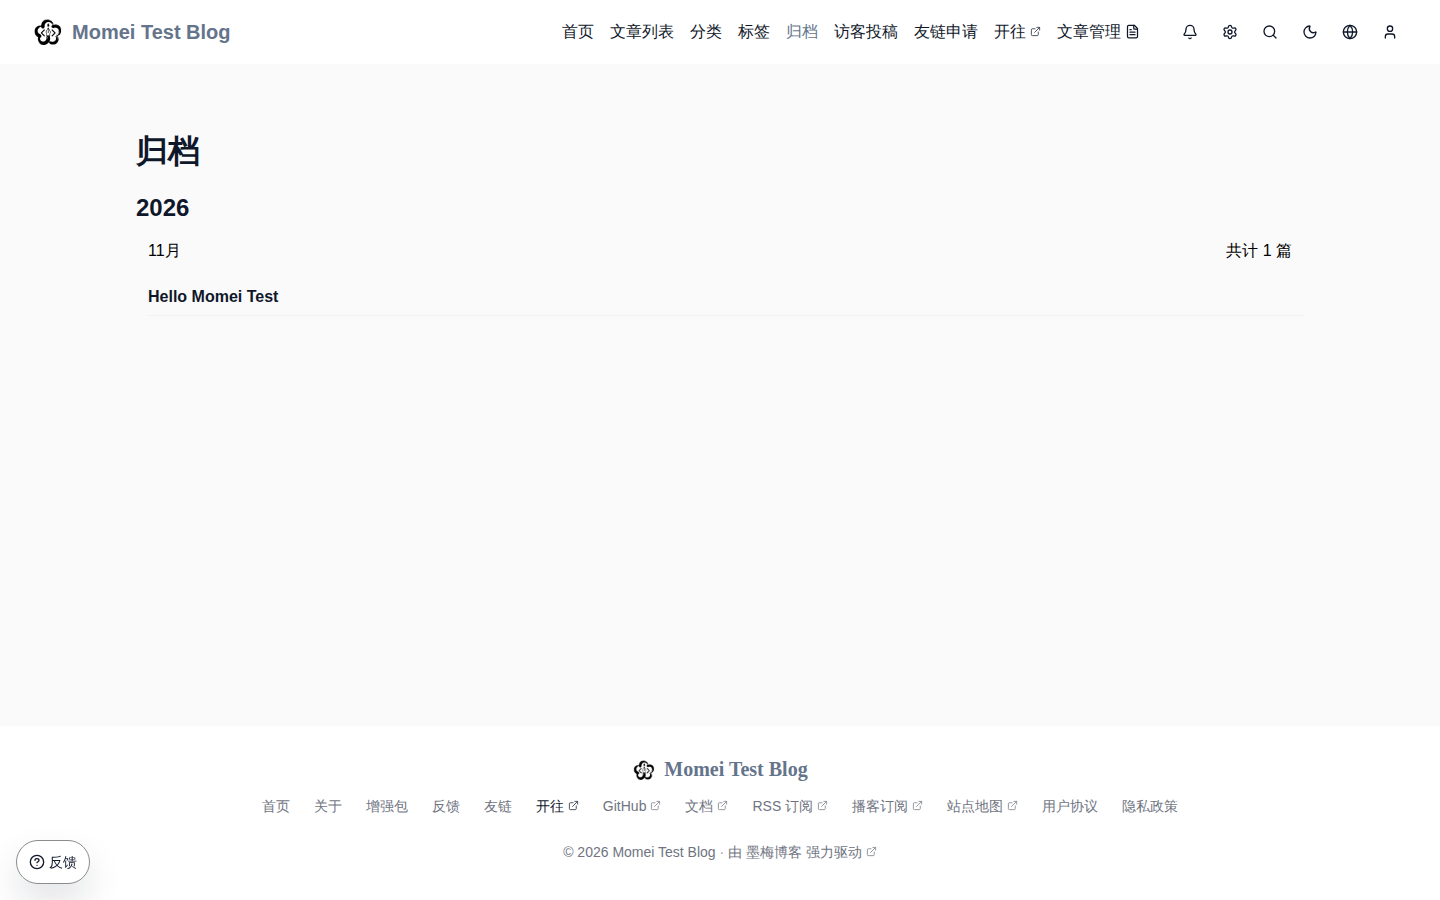 Momei Test Blog
首页 文章列表 分类 标签 归档 访客投稿 友链申请 开往 文章管理
归档
2026
11月 共计 1 篇
Hello Momei Test
Momei Test Blog
首页 关于 增强包 反馈 友链 开往 GitHub 文档 RSS 订阅 播客订阅 站点地图 用户协议 隐私政策
© 2026 Momei Test Blog · 由 墨梅博客 强力驱动
反馈